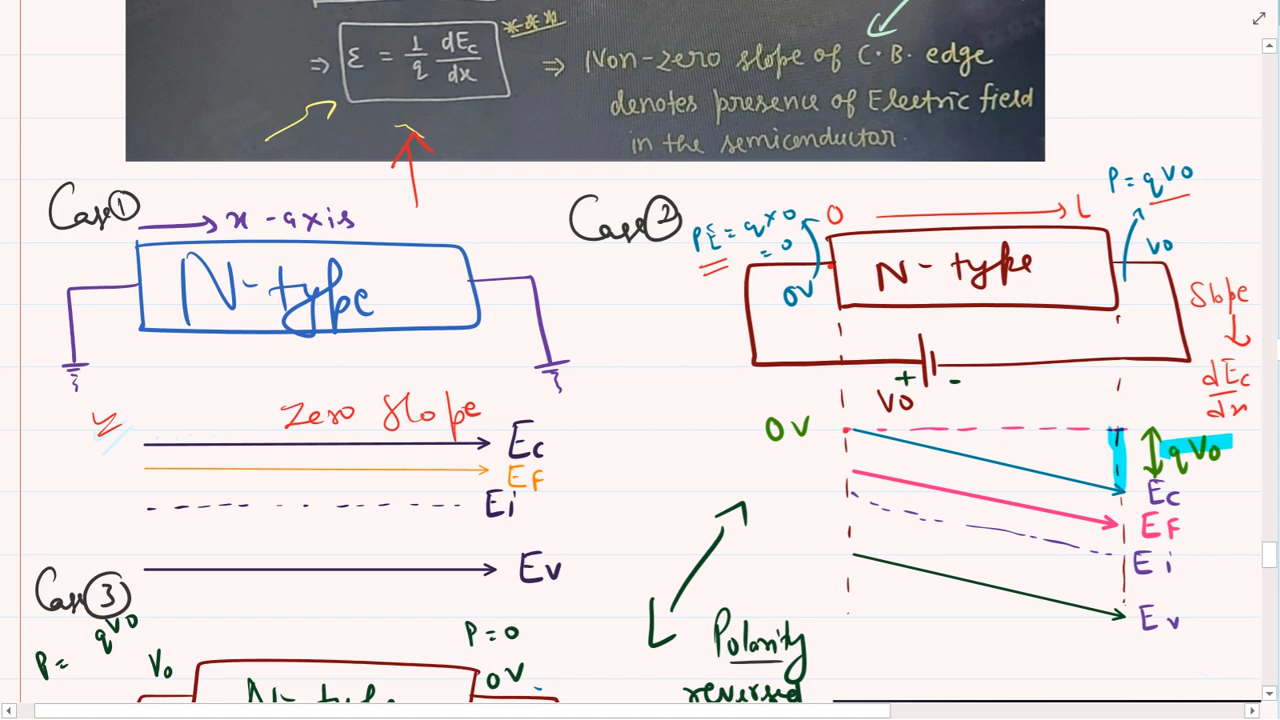 ⇒ Ɛ = 1/q dEc/dx *** ⇒ Non-zero slope of C.B. edge
denotes presence of Electric field
in the semiconductor.
Case ①
x-axis
N-type
Zero Slope
Ec
Ef
Ei
Ev
Case ②
PE = q×0
= 0
0 → L
P = qV0
0V
N-type
V0
Slope
↓
dEc/dx
+ -
V0
0V
qV0
Ec
EF
Ei
Ev
Polarity
reversed
Case ③
P = qV0
V0
P = 0
0V
N-type